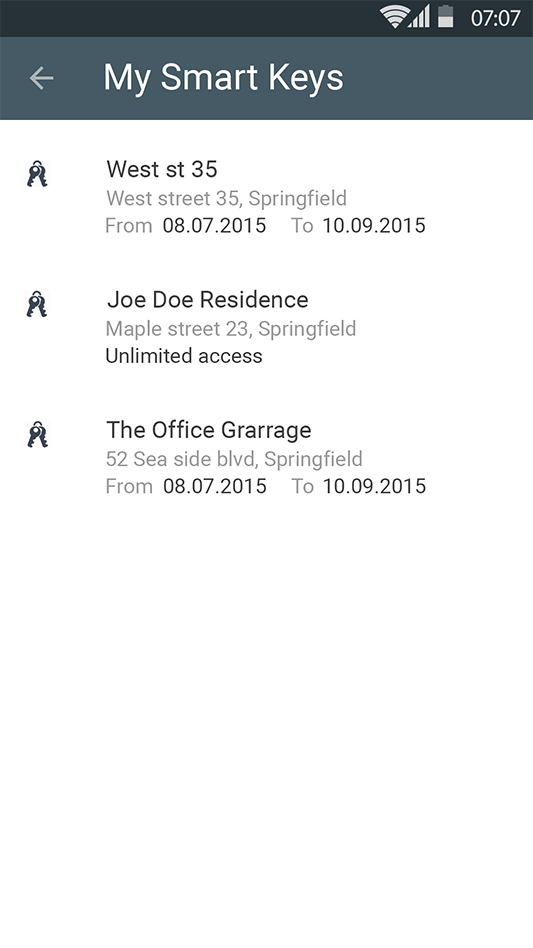 07:07
My Smart Keys
West st 35
West street 35, Springfield
From 08.07.2015 To 10.09.2015
Joe Doe Residence
Maple street 23, Springfield
Unlimited access
The Office Grarrage
52 Sea side blvd, Springfield
From 08.07.2015 To 10.09.2015